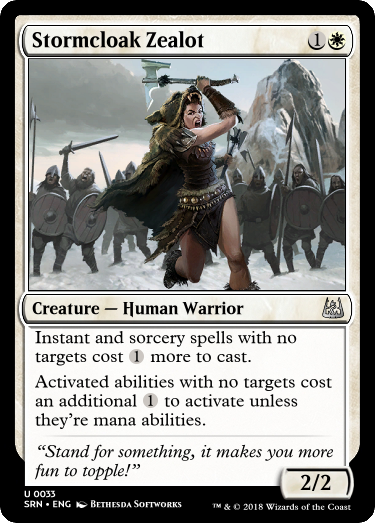 Stormcloak Zealot 1
Creature — Human Warrior
Instant and sorcery spells with no
targets cost 1 more to cast.
Activated abilities with no targets cost
an additional 1 to activate unless
they're mana abilities.
“Stand for something, it makes you more
fun to topple!”
2/2
U 0033
SRN • ENG BETHESDA SOFTWORKS
™ & © 2018 Wizards of the Coast